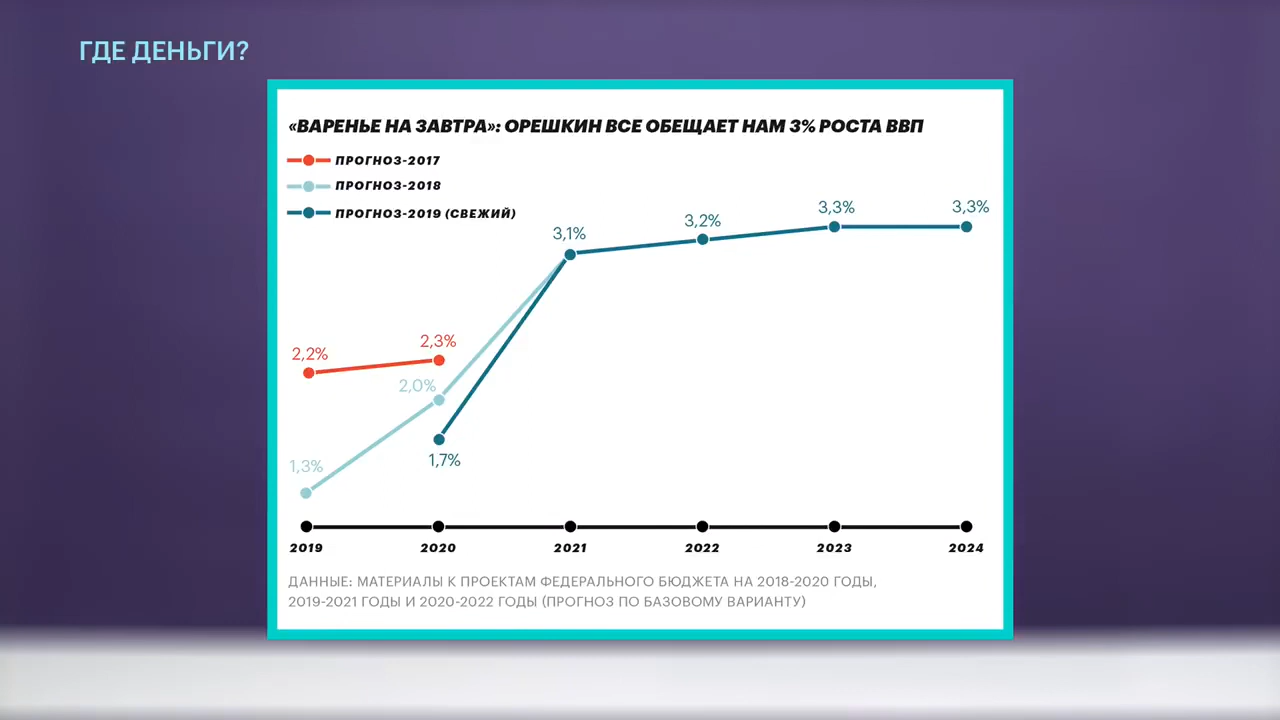 ГДЕ ДЕНЬГИ?
«ВАРЕНЬЕ НА ЗАВТРА»: ОРЕШКИН ВСЕ ОБЕЩАЕТ НАМ 3% РОСТА ВВП
ПРОГНОЗ-2017
ПРОГНОЗ-2018
ПРОГНОЗ-2019 (СВЕЖИЙ)
3,1%
3,2%
3,3%
3,3%
2,2%
2,3%
2,0%
1,3%
1,7%
2019 2020 2021 2022 2023 2024
ДАННЫЕ: МАТЕРИАЛЫ К ПРОЕКТАМ ФЕДЕРАЛЬНОГО БЮДЖЕТА НА 2018-2020 ГОДЫ,
2019-2021 ГОДЫ И 2020-2022 ГОДЫ (ПРОГНОЗ ПО БАЗОВОМУ ВАРИАНТУ)